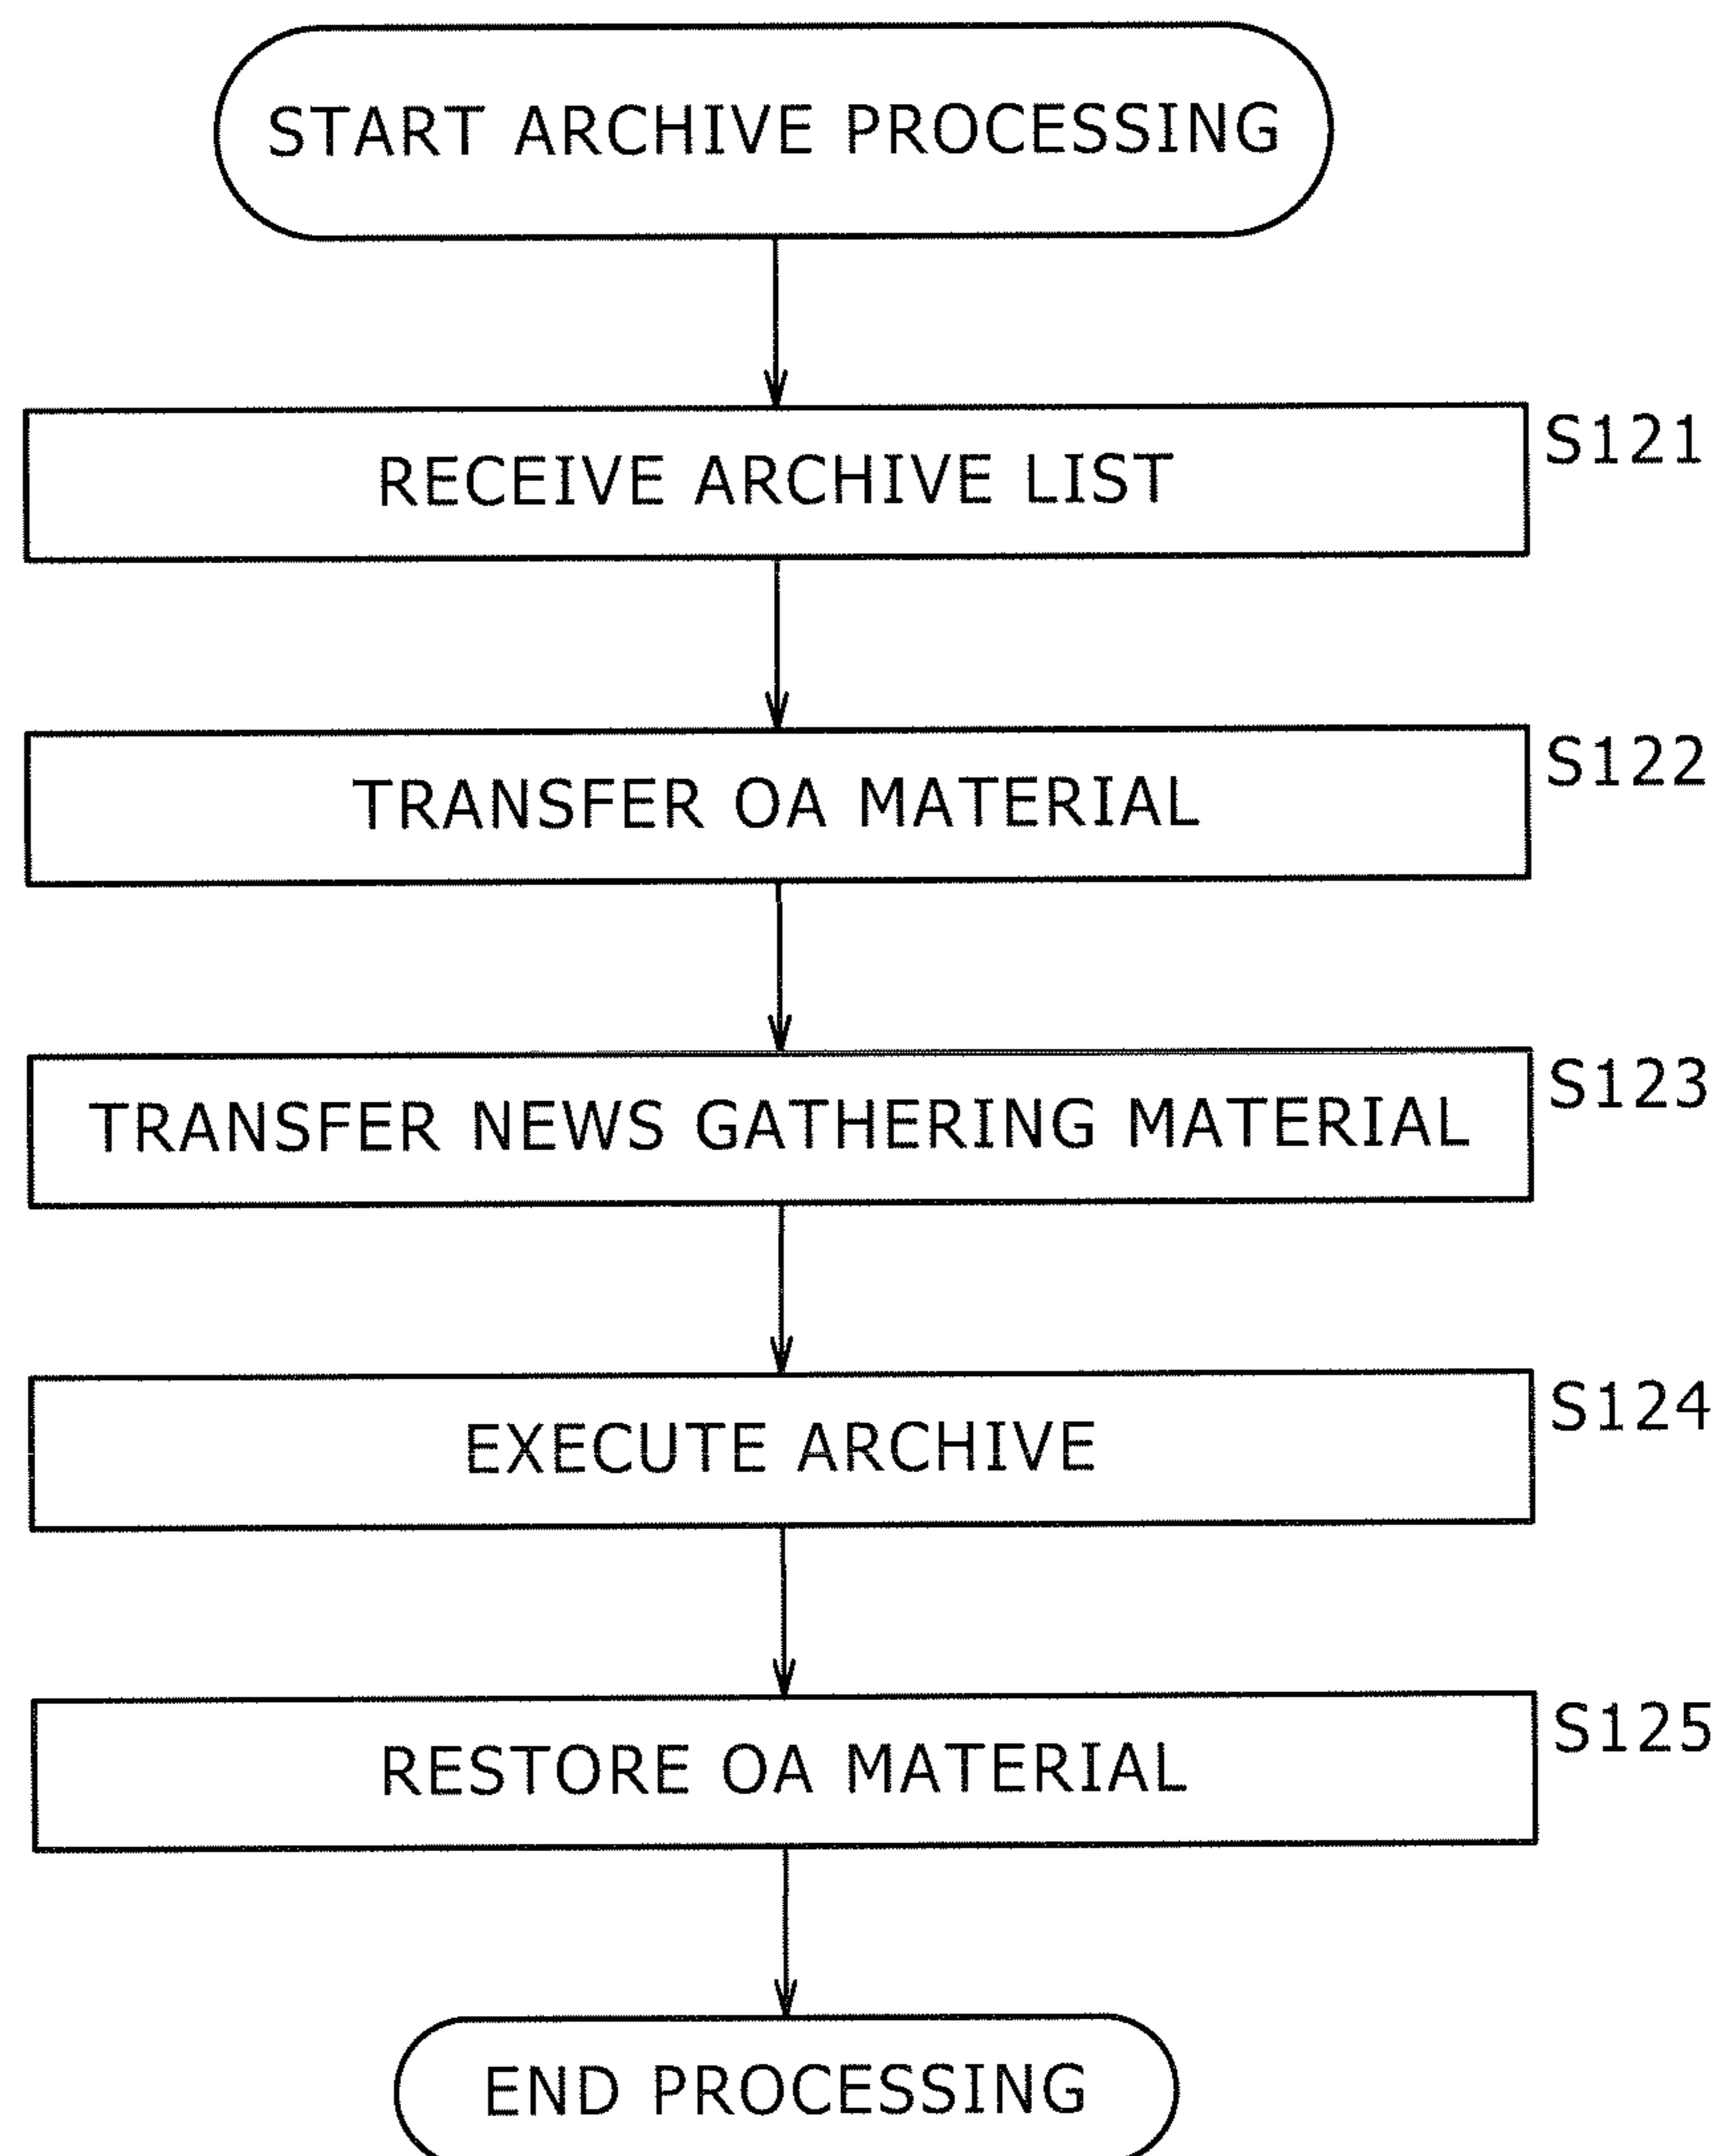 START ARCHIVE PROCESSING
RECEIVE ARCHIVE LIST
S121
TRANSFER OA MATERIAL
S122
TRANSFER NEWS GATHERING MATERIAL
S123
EXECUTE ARCHIVE
S124
RESTORE OA MATERIAL
S125
END PROCESSING